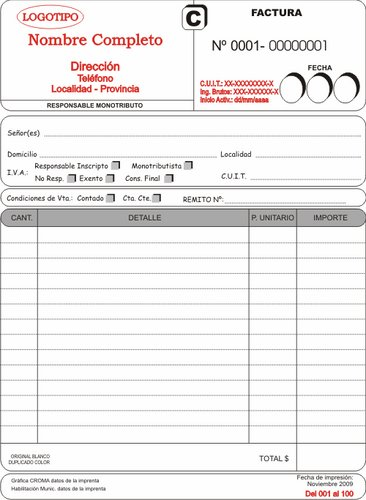 LOGOTIPO
Nombre Completo
Dirección
Teléfono
Localidad - Provincia
RESPONSABLE MONOTRIBUTO
C
FACTURA
Nº 0001- 00000001
FECHA
C.U.I.T.: XX-XXXXXXXX-X
Ing. Brutos: XXX-XXXXXX-X
Inicio Activ.: dd/mm/aaaa
Señor(es)
Domicilio Localidad
I.V.A.: Responsable Inscripto Monotributista
No Resp. Exento Cons. Final C.U.I.T.
Condiciones de Vta.: Contado Cta. Cte. REMITO Nº:
CANT. DETALLE P. UNITARIO IMPORTE
ORIGINAL BLANCO
DUPLICADO COLOR
TOTAL $
Gráfica CROMA datos de la imprenta
Habilitación Munic. datos de la imprenta
Fecha de impresión:
Noviembre 2009
Del 001 al 100